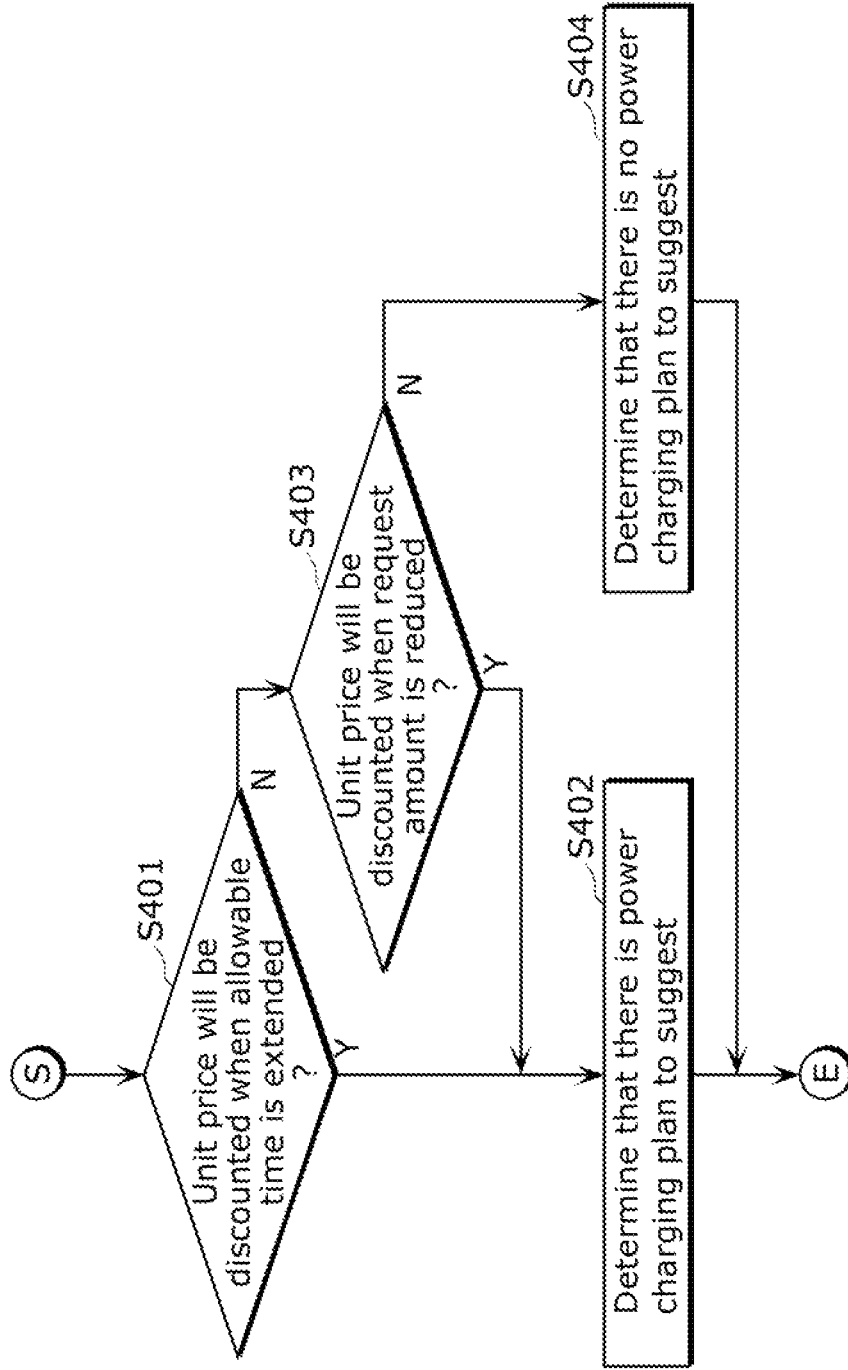 S
S401
Unit price will be
discounted when allowable
time is extended
?
N
Y
S403
Unit price will be
discounted when request
amount is reduced
?
N
Y
S402
Determine that there is power
charging plan to suggest
S404
Determine that there is no power
charging plan to suggest
E